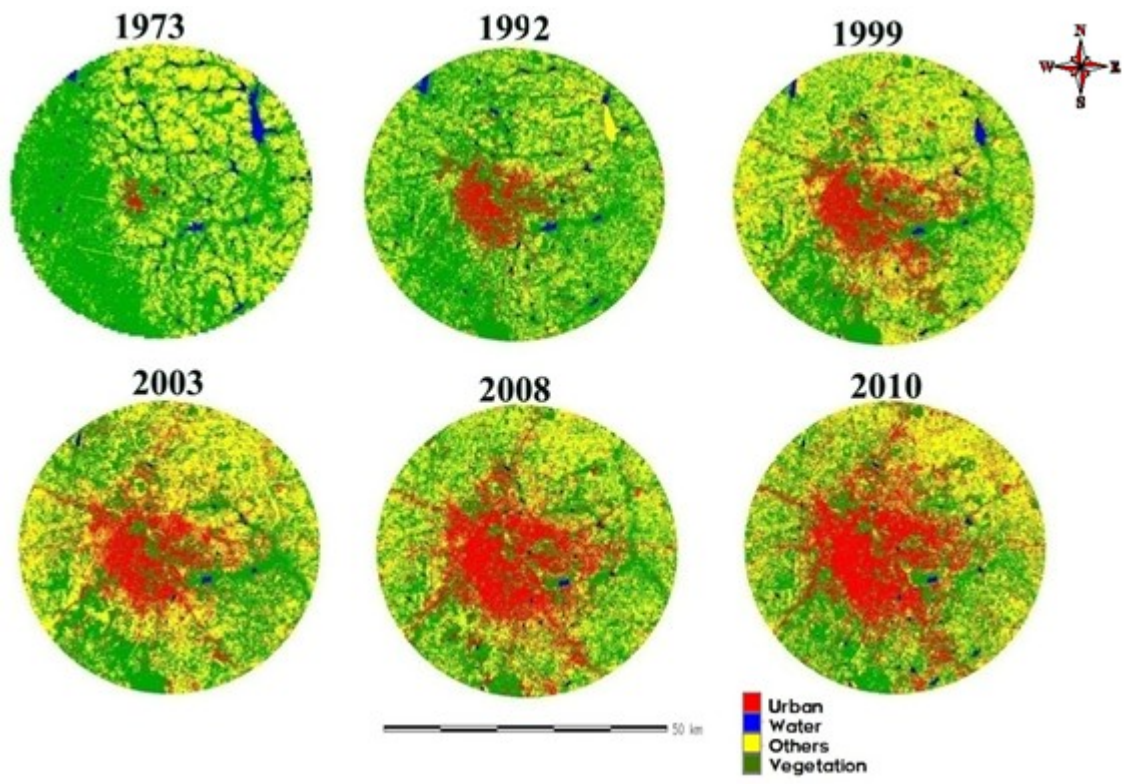 1973
1992
1999
N
W E
S
2003
2008
2010
50 km
Urban
Water
Others
Vegetation